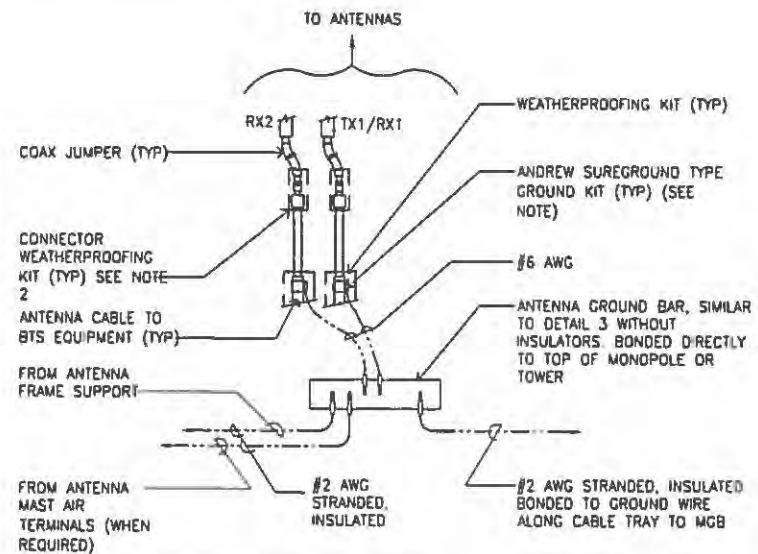 TO ANTENNAS
RX2
TX1/RX1
WEATHERPROOFING KIT (TYP)
COAX JUMPER (TYP)
ANDREW SUREGROUND TYPE
GROUND KIT (TYP) (SEE
NOTE)
CONNECTOR
WEATHERPROOFING
KIT (TYP) SEE NOTE
2
#6 AWG
ANTENNA CABLE TO
BTS EQUIPMENT (TYP)
ANTENNA GROUND BAR, SIMILAR
TO DETAIL 3 WITHOUT
INSULATORS. BONDED DIRECTLY
TO TOP OF MONOPOLE OR
TOWER
FROM ANTENNA
FRAME SUPPORT
FROM ANTENNA
MAST AIR
TERMINALS (WHEN
REQUIRED)
#2 AWG
STRANDED,
INSULATED
#2 AWG STRANDED, INSULATED
BONDED TO GROUND WIRE
ALONG CABLE TRAY TO MGB